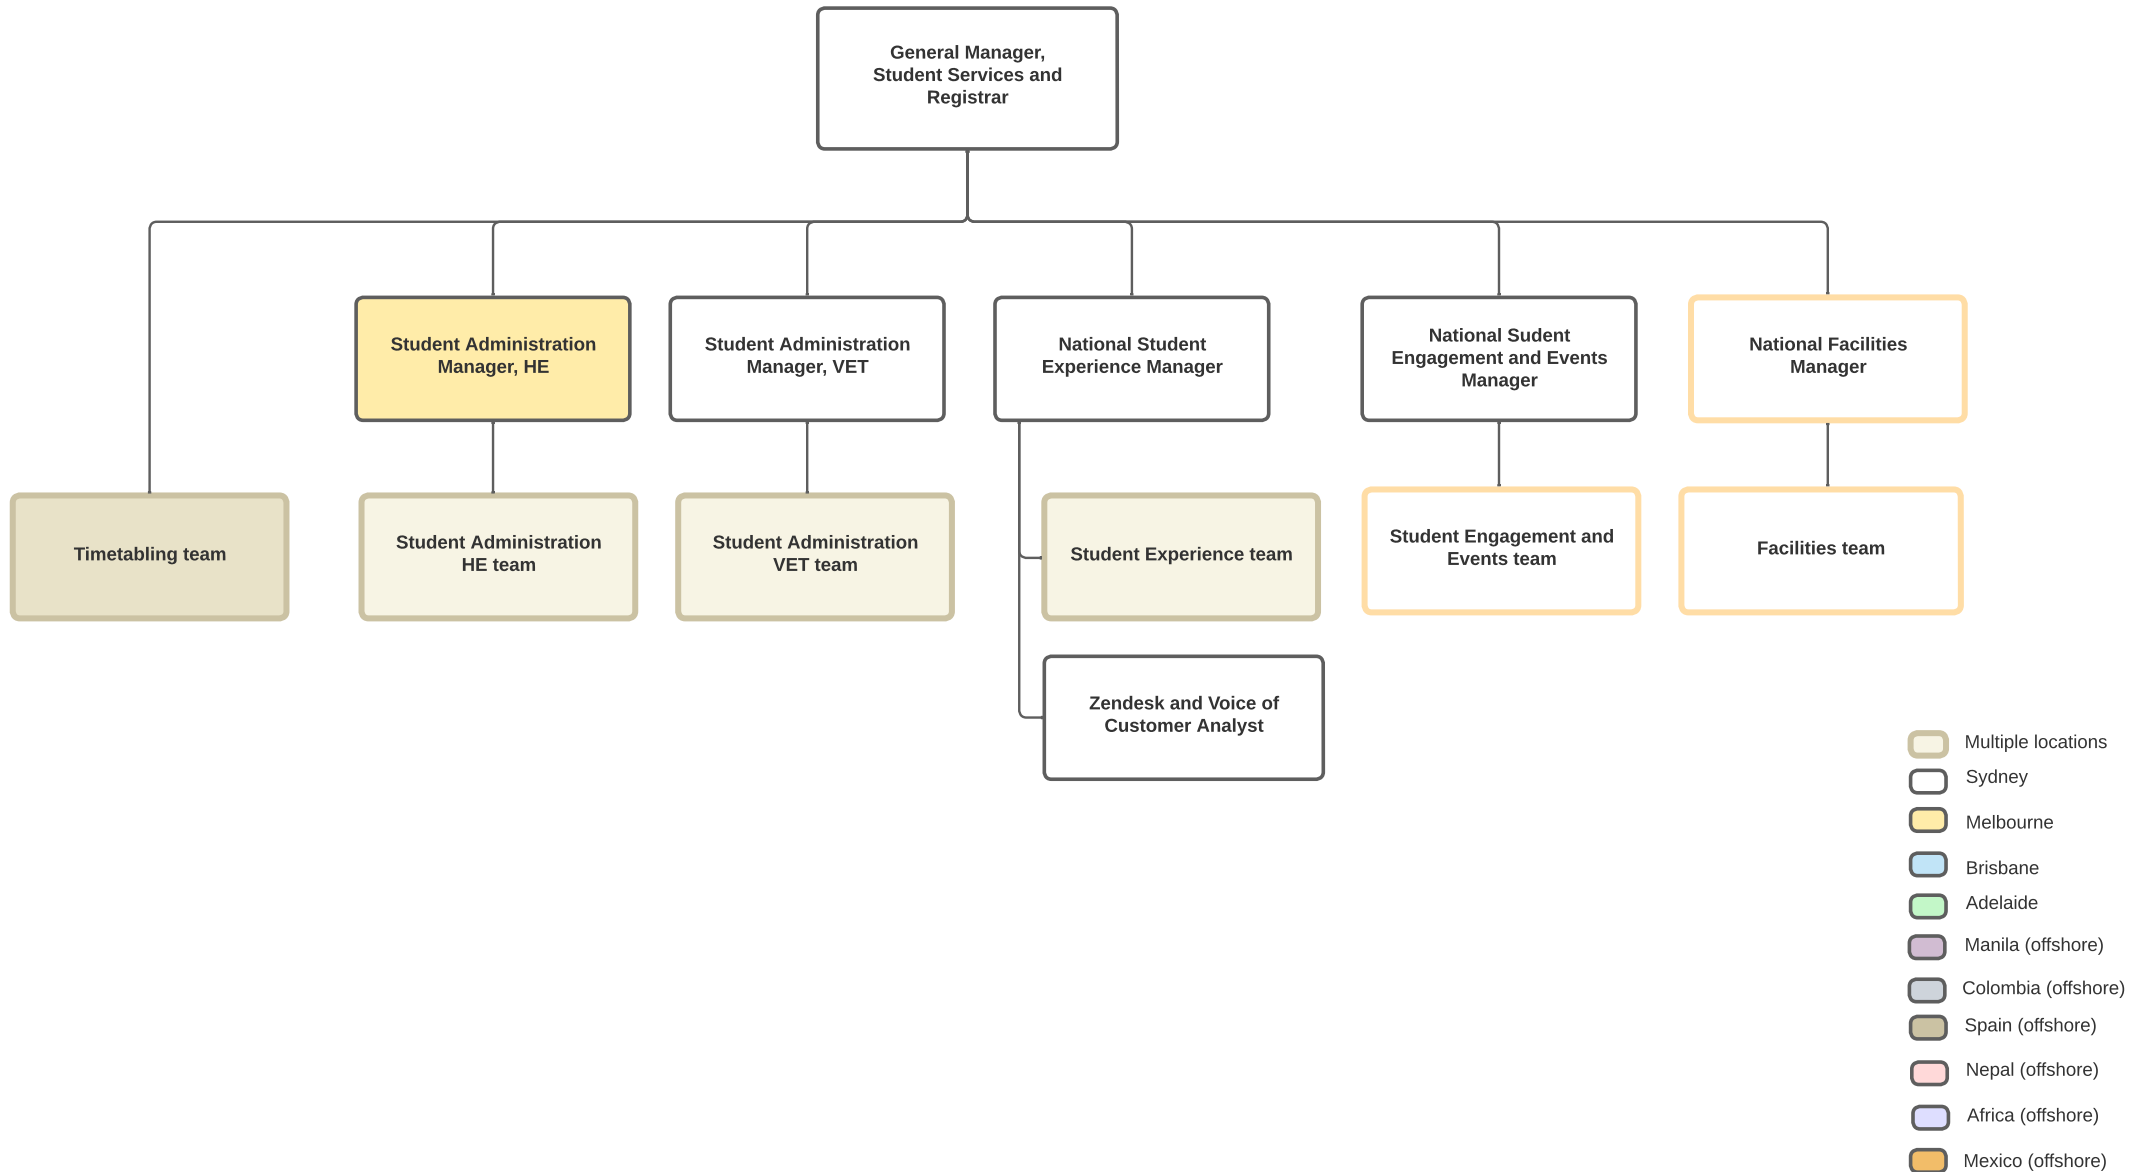 General Manager,
Student Services and
Registrar
Student Administration
Manager, HE
Student Administration
Manager, VET
National Student
Experience Manager
National Sudent
Engagement and Events
Manager
National Facilities
Manager
Timetabling team
Student Administration
HE team
Student Administration
VET team
Student Experience team
Student Engagement and
Events team
Facilities team
Zendesk and Voice of
Customer Analyst
Multiple locations
Sydney
Melbourne
Brisbane
Adelaide
Manila (offshore)
Colombia (offshore)
Spain (offshore)
Nepal (offshore)
Africa (offshore)
Mexico (offshore)